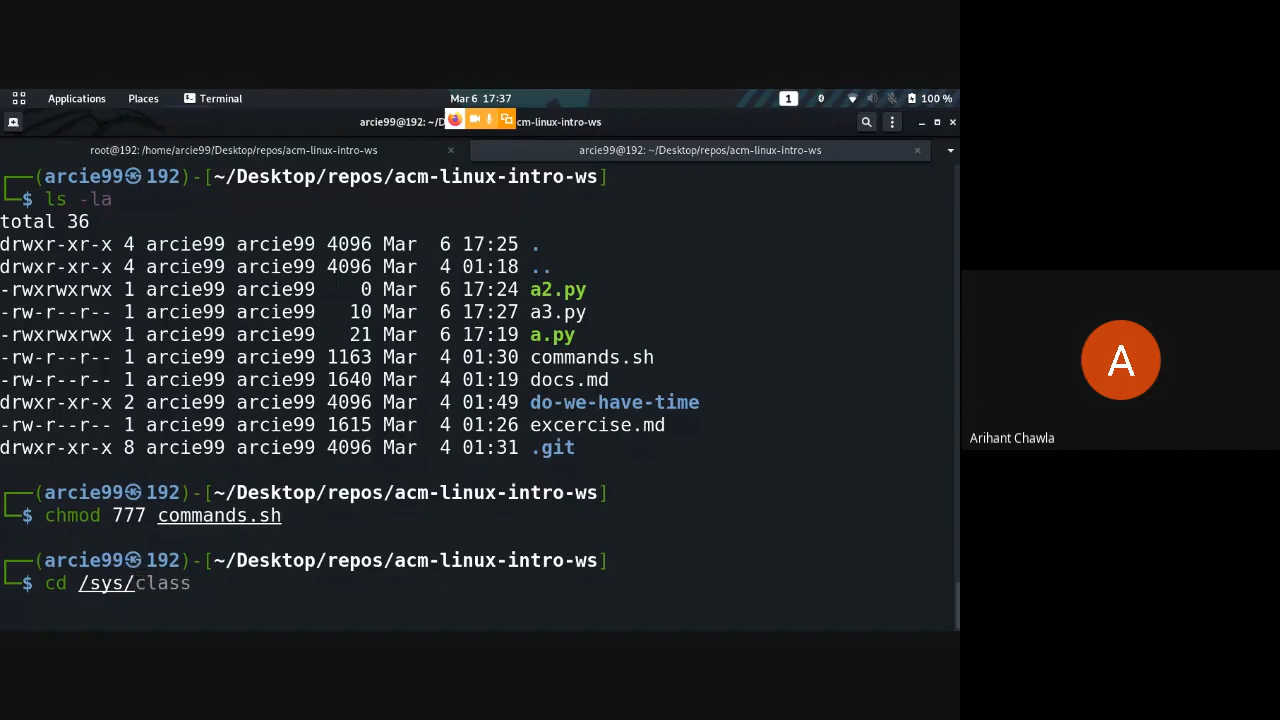 Applications Places Terminal Mar 6 17:37 1 0 100 %
arcie99@192: ~/D cm-linux-intro-ws
root@192: /home/arcie99/Desktop/repos/acm-linux-intro-ws arcie99@192: ~/Desktop/repos/acm-linux-intro-ws
┌──(arcie99㉿192)-[~/Desktop/repos/acm-linux-intro-ws]
└─$ ls -la
total 36
drwxr-xr-x 4 arcie99 arcie99 4096 Mar  6 17:25 .
drwxr-xr-x 4 arcie99 arcie99 4096 Mar  4 01:18 ..
-rwxrwxrwx 1 arcie99 arcie99    0 Mar  6 17:24 a2.py
-rw-r--r-- 1 arcie99 arcie99   10 Mar  6 17:27 a3.py
-rwxrwxrwx 1 arcie99 arcie99   21 Mar  6 17:19 a.py
-rw-r--r-- 1 arcie99 arcie99 1163 Mar  4 01:30 commands.sh
-rw-r--r-- 1 arcie99 arcie99 1640 Mar  4 01:19 docs.md
drwxr-xr-x 2 arcie99 arcie99 4096 Mar  4 01:49 do-we-have-time
-rw-r--r-- 1 arcie99 arcie99 1615 Mar  4 01:26 excercise.md
drwxr-xr-x 8 arcie99 arcie99 4096 Mar  4 01:31 .git
┌──(arcie99㉿192)-[~/Desktop/repos/acm-linux-intro-ws]
└─$ chmod 777 commands.sh
┌──(arcie99㉿192)-[~/Desktop/repos/acm-linux-intro-ws]
└─$ cd /sys/class
A
Arihant Chawla